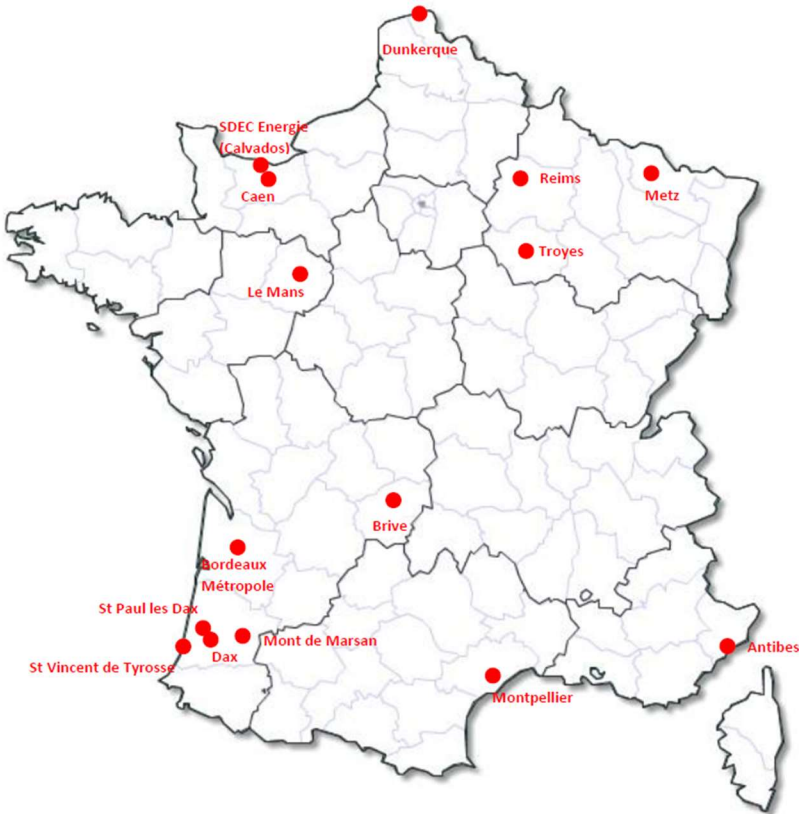 Dunkerque
SDEC Energie
(Calvados)
Caen
Reims
Metz
Troyes
Le Mans
Brive
Bordeaux
Métropole
St Paul les Dax
Mont de Marsan
Dax
St Vincent de Tyrosse
Antibes
Montpellier